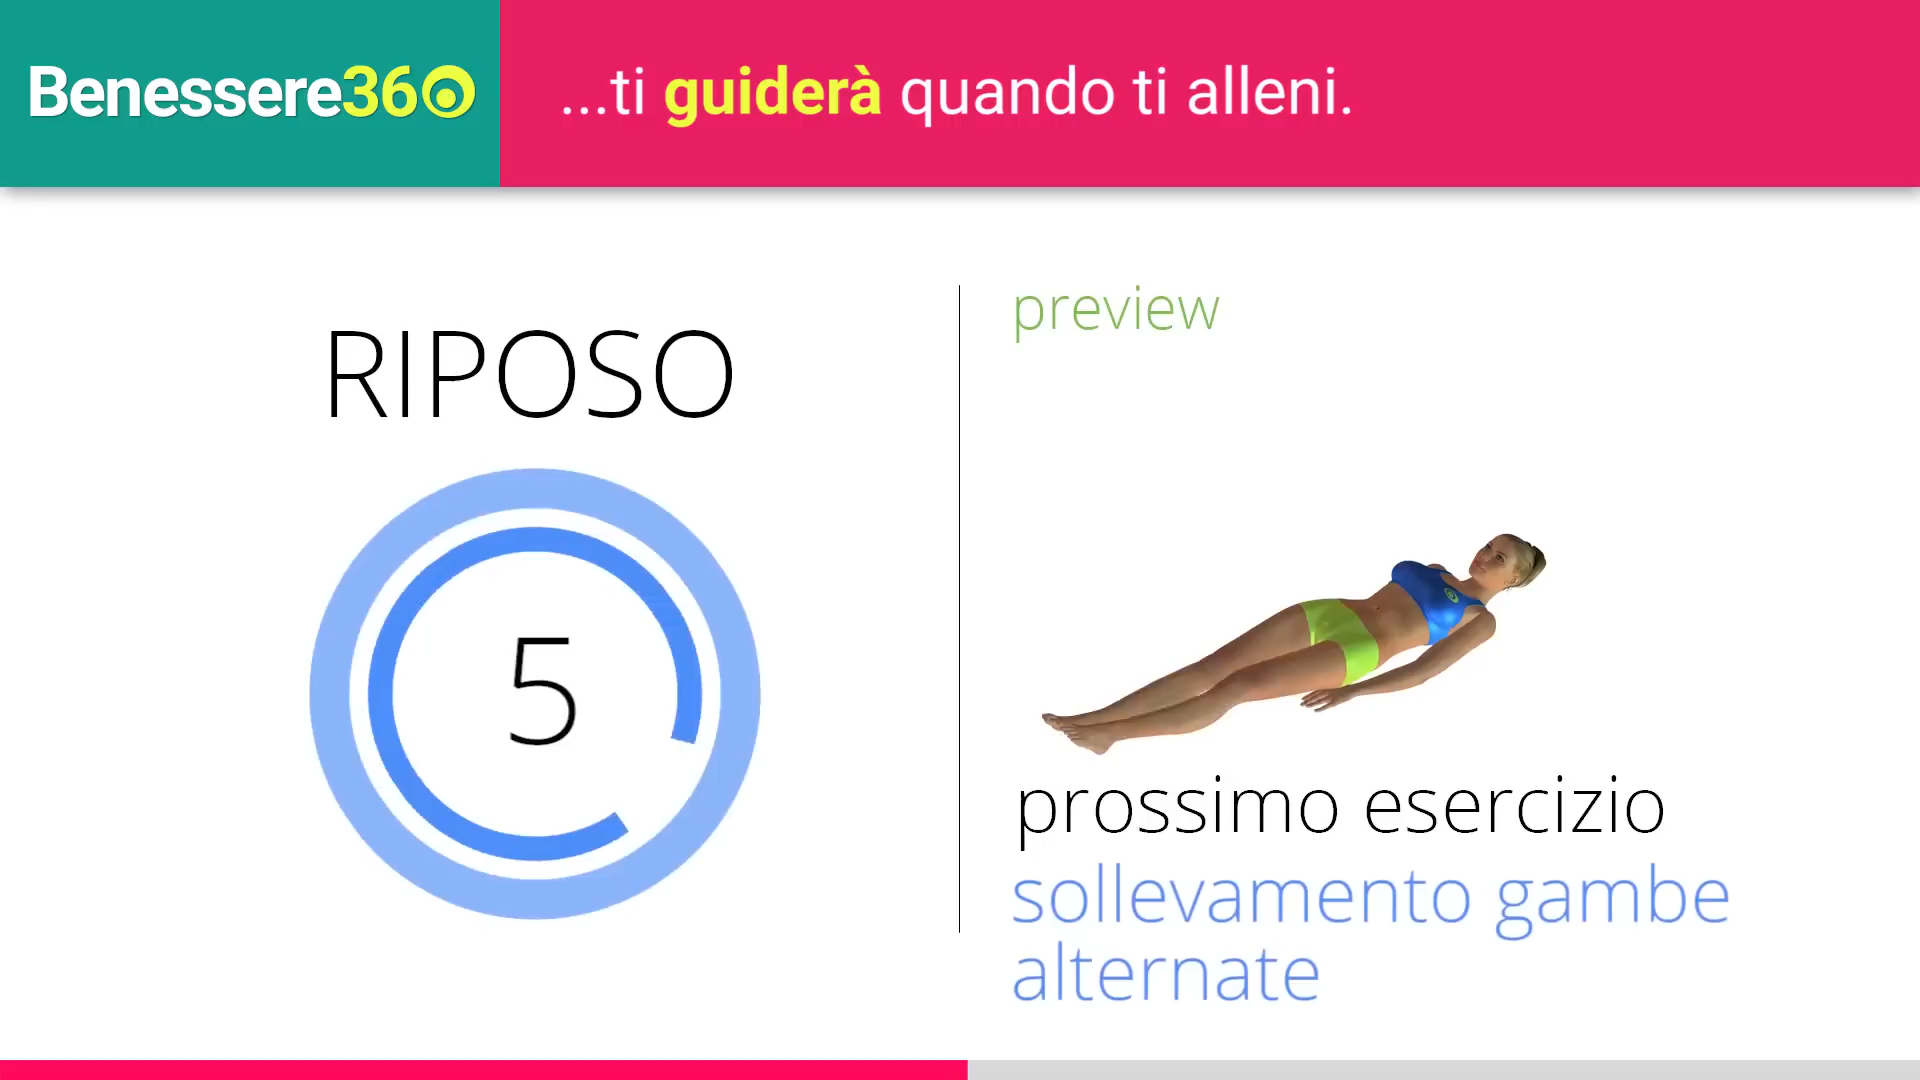 Benessere360
...ti guiderà quando ti alleni.
RIPOSO
5
preview
prossimo esercizio
sollevamento gambe
alternate